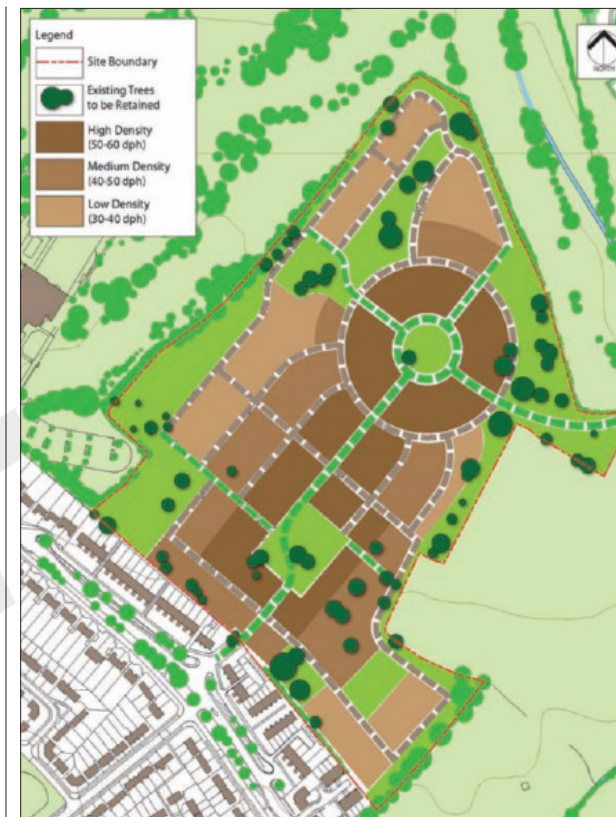 Legend
Site Boundary
Existing Trees
to be Retained
High Density
(50-60 dph)
Medium Density
(40-50 dph)
Low Density
(30-40 dph)
NORTH